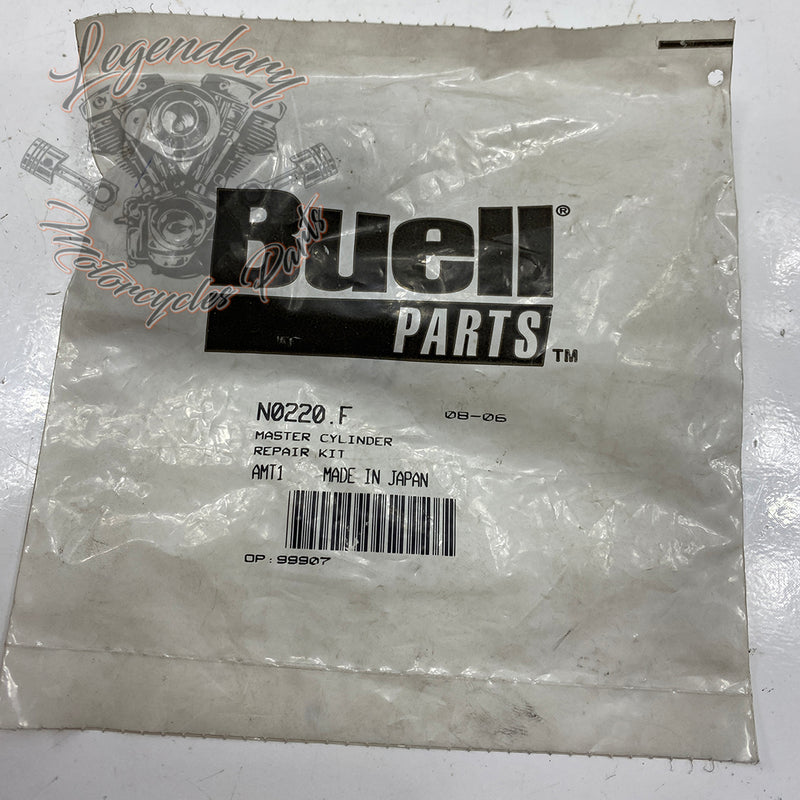 Legendary
Motorcycles Parts
Buell®
PARTS™
N0220.F 08-06
MASTER CYLINDER
REPAIR KIT
AMT1 MADE IN JAPAN
OP:99907